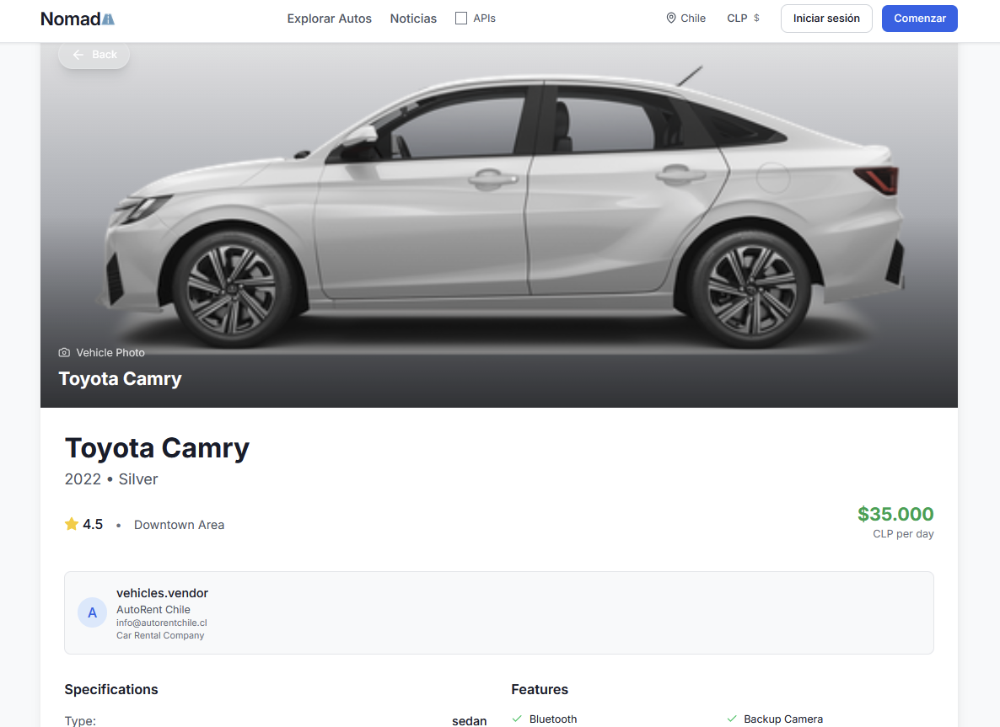 Nomad
Explorar Autos
Noticias
APIs
Chile
CLP $
Iniciar sesión
Comenzar
Back
Vehicle Photo
Toyota Camry
Toyota Camry
2022 • Silver
4.5 • Downtown Area
$35.000
CLP per day
A
vehicles.vendor
AutoRent Chile
info@autorentchile.cl
Car Rental Company
Specifications
Type: sedan
Features
Bluetooth
Backup Camera